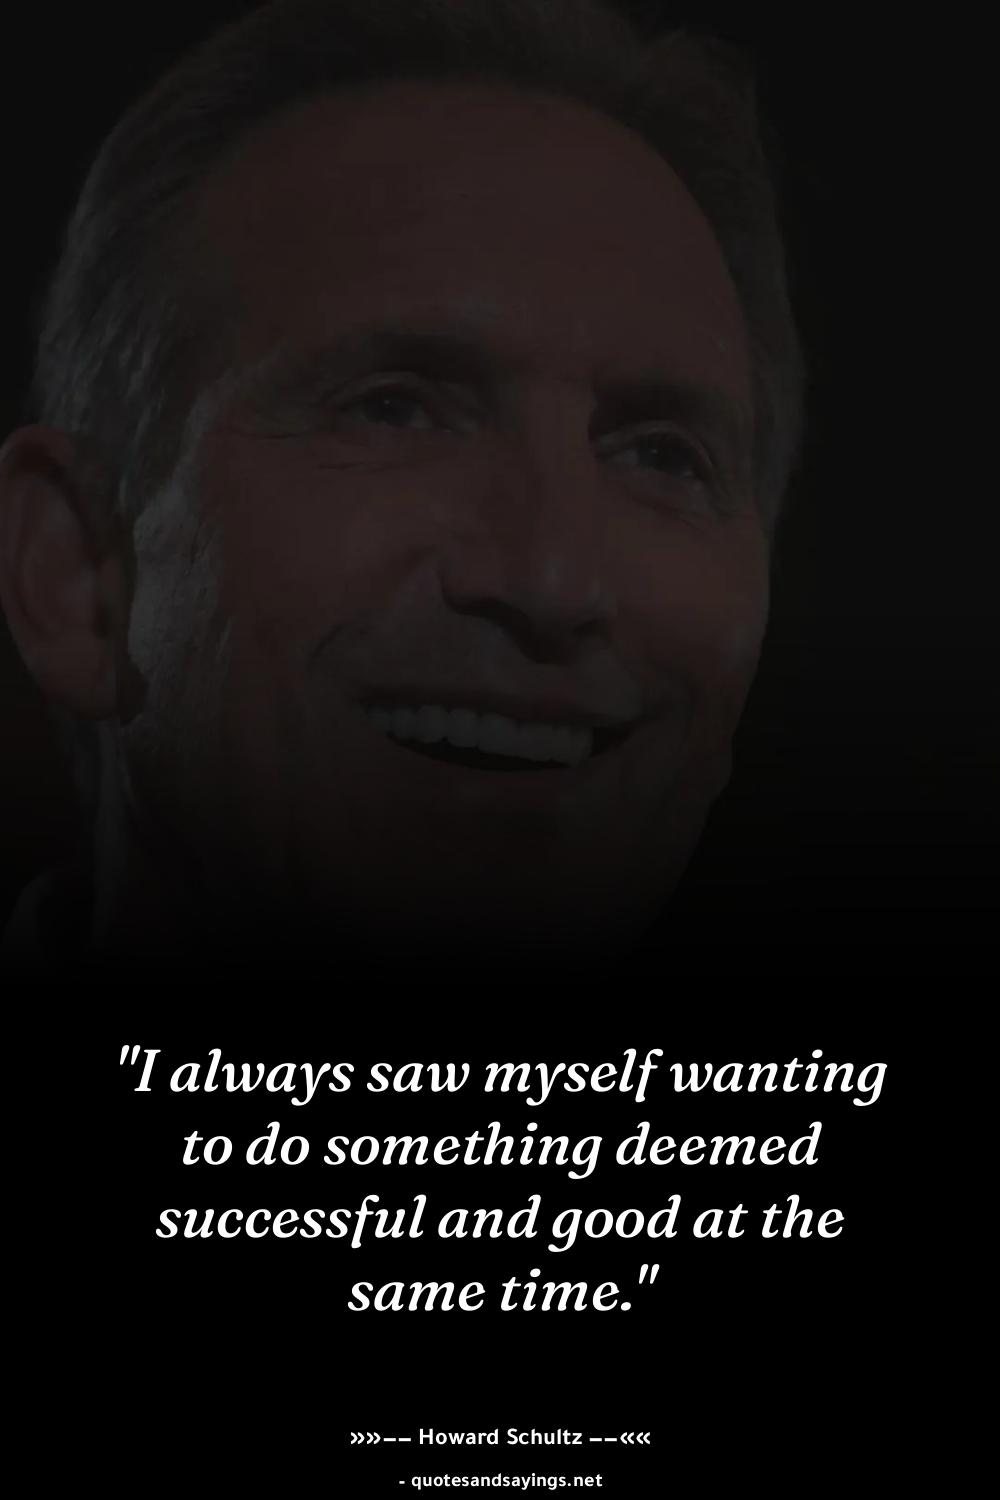 "I always saw myself wanting
to do something deemed
successful and good at the
same time."
»»−− Howard Schultz −−««
- quotesandsayings.net